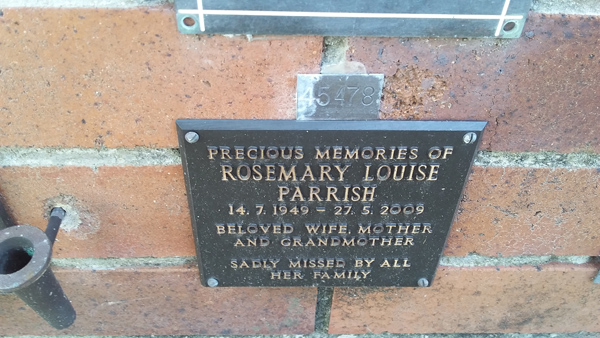 45478
PRECIOUS MEMORIES OF
ROSEMARY LOUISE
PARRISH
14. 7. 1949 – 27. 5. 2009
BELOVED WIFE, MOTHER
AND GRANDMOTHER
SADLY MISSED BY ALL
HER FAMILY